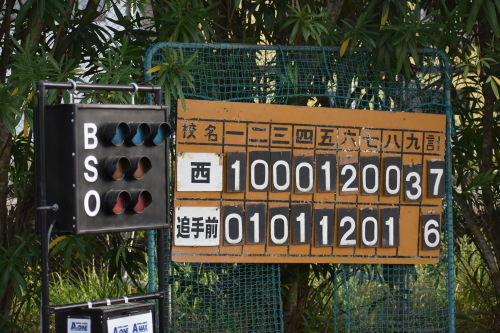 B
S
O
校名 一 二 三 四 五 六 七 八 九 計
西 1 0 0 0 1 2 0 0 3 7
追手前 0 1 0 1 1 2 0 1 6